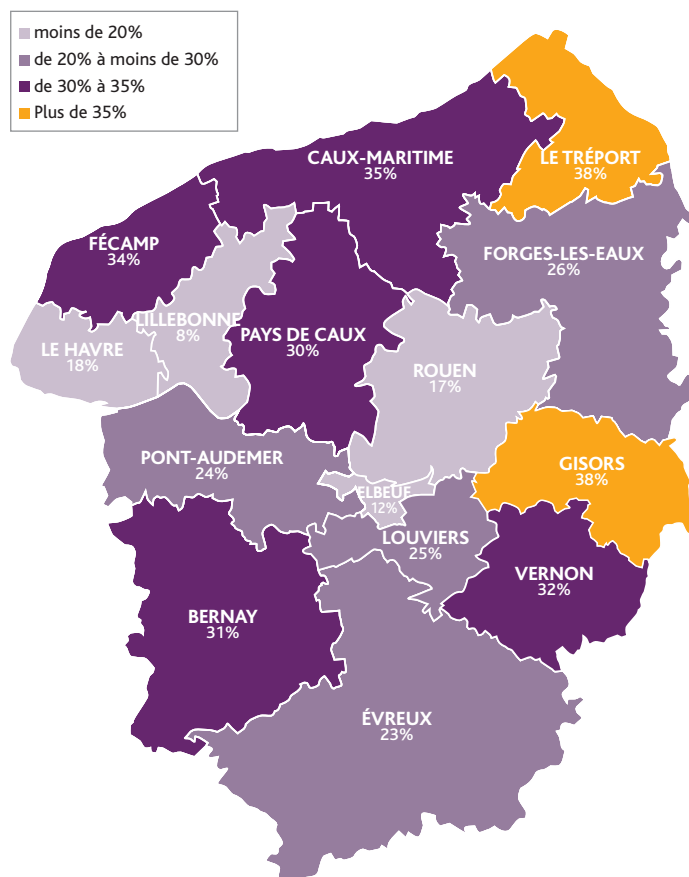 moins de 20%
de 20% à moins de 30%
de 30% à 35%
Plus de 35%
CAUX-MARITIME
35%
LE TRÉPORT
38%
FÉCAMP
34%
FORGES-LES-EAUX
26%
LILLEBONNE
8%
PAYS DE CAUX
30%
LE HAVRE
18%
ROUEN
17%
PONT-AUDEMER
24%
GISORS
38%
ELBEUF
12%
LOUVIERS
25%
VERNON
32%
BERNAY
31%
ÉVREUX
23%